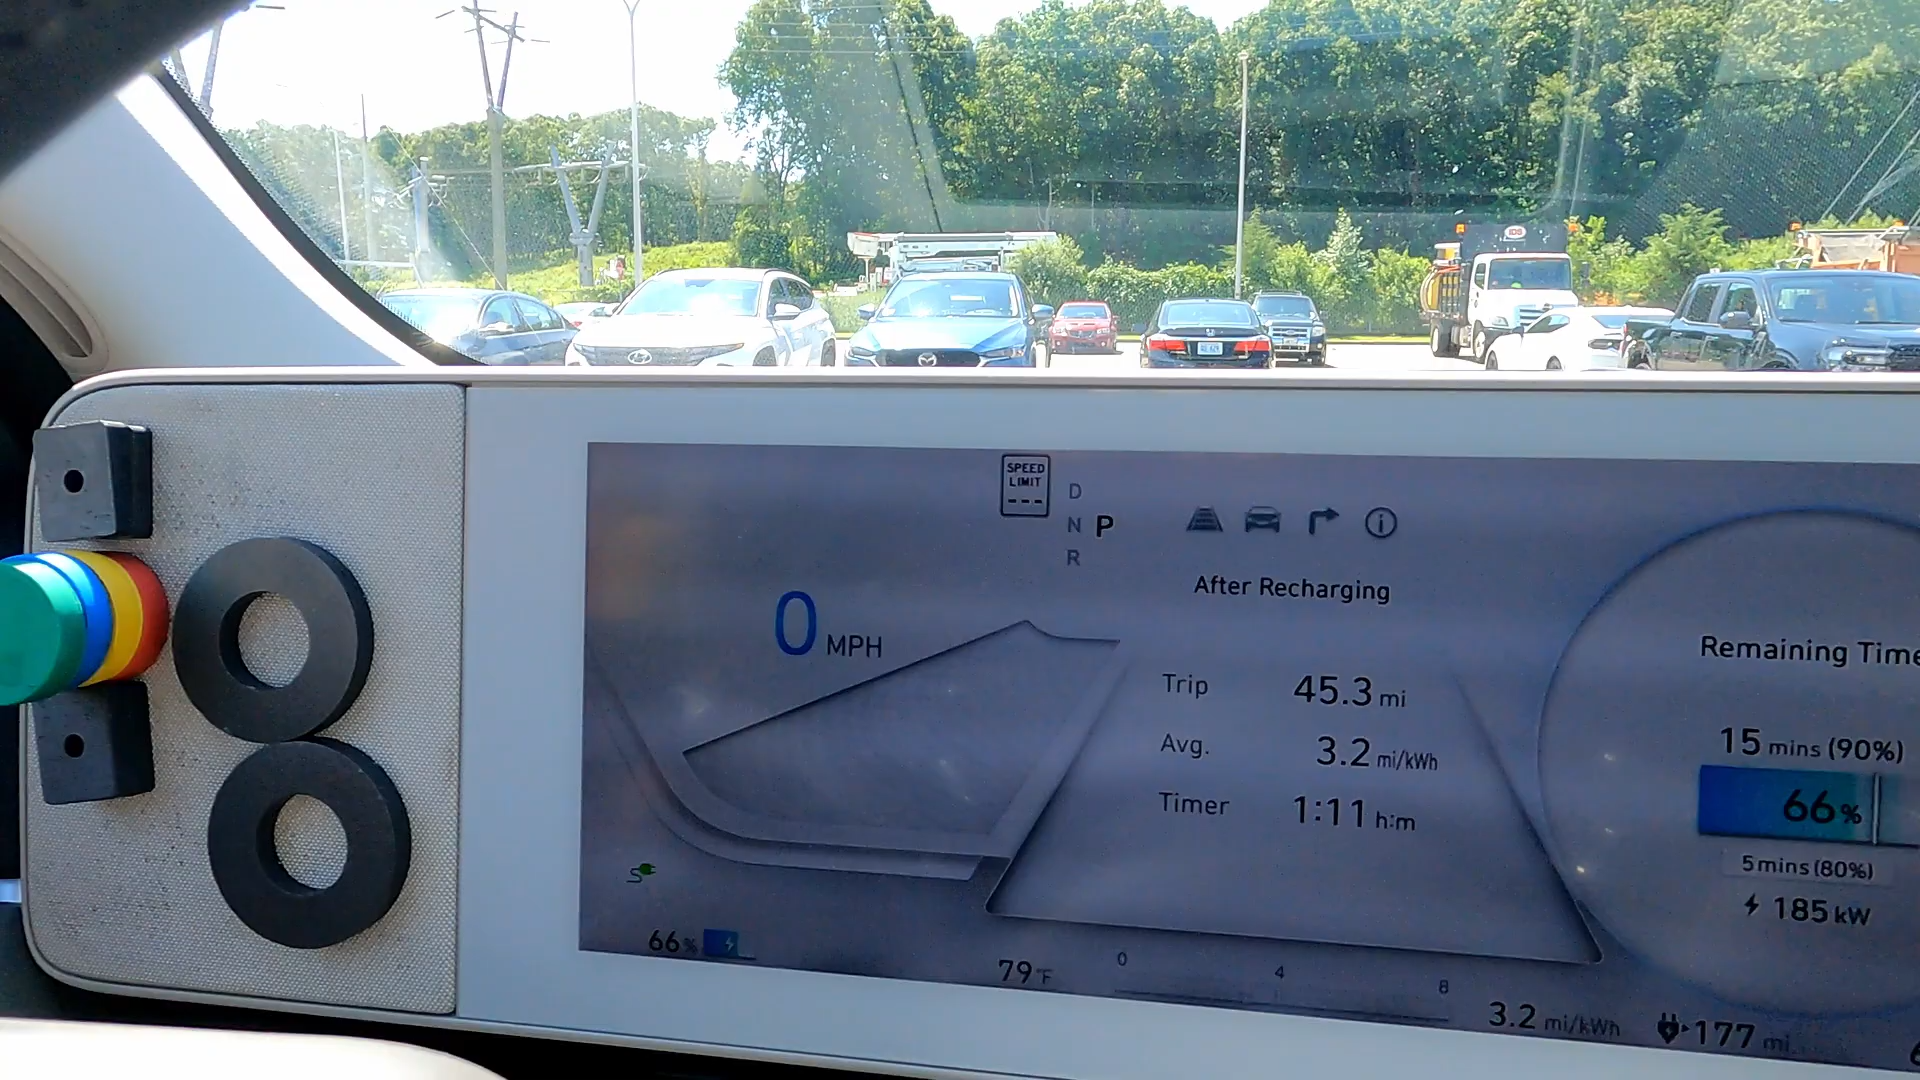 IDS
SPEED
LIMIT
---
D
N P
R
After Recharging
0 MPH
Trip 45.3 mi
Avg. 3.2 mi/kWh
Timer 1:11 h:m
Remaining Time
15 mins (90%)
66%
5 mins (80%)
185 kW
66%
79°F
0 4 8
3.2 mi/kWh
177 mi